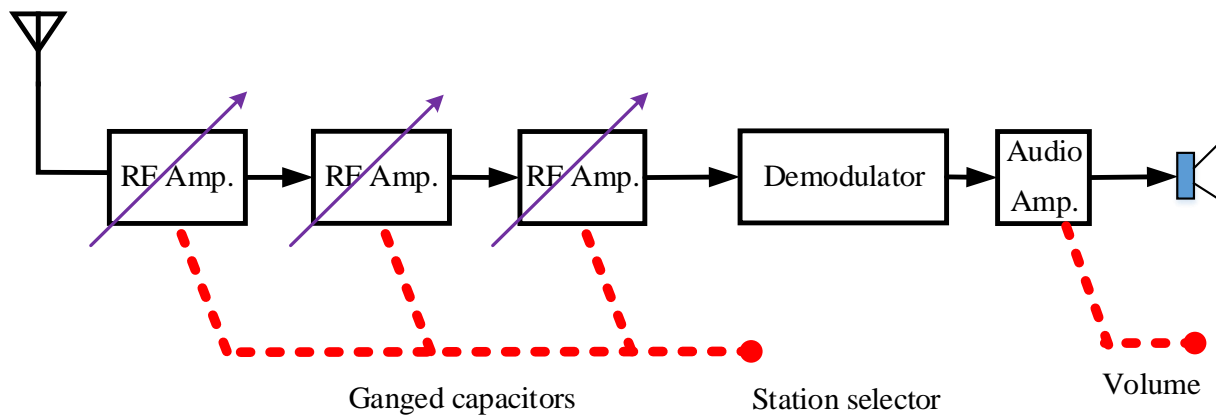 RF Amp.
RF Amp.
RF Amp.
Demodulator
Audio
Amp.
Ganged capacitors
Station selector
Volume